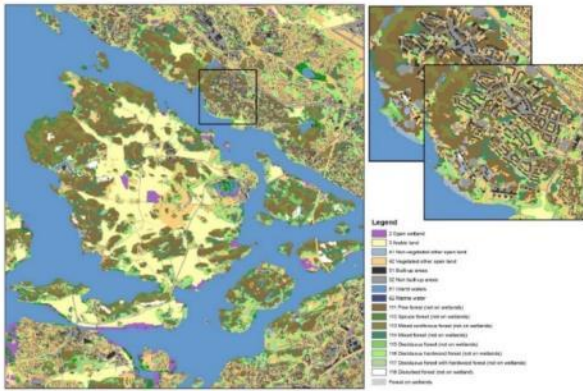 Legend
2 Open wetland
3 Arable land
41 Non-vegetated other open land
42 Vegetated other open land
51 Built-up areas
52 Non built-up areas
61 Inland waters
62 Marine water
111 Pine forest (not on wetlands)
112 Spruce forest (not on wetlands)
113 Mixed coniferous forest (not on wetlands)
114 Mixed forest (not on wetlands)
115 Deciduous forest (not on wetlands)
116 Deciduous hardwood forest (not on wetlands)
117 Deciduous forest with hardwood forest (not on wetlands)
118 Disturbed forest (not on wetlands)
Forest on wetlands